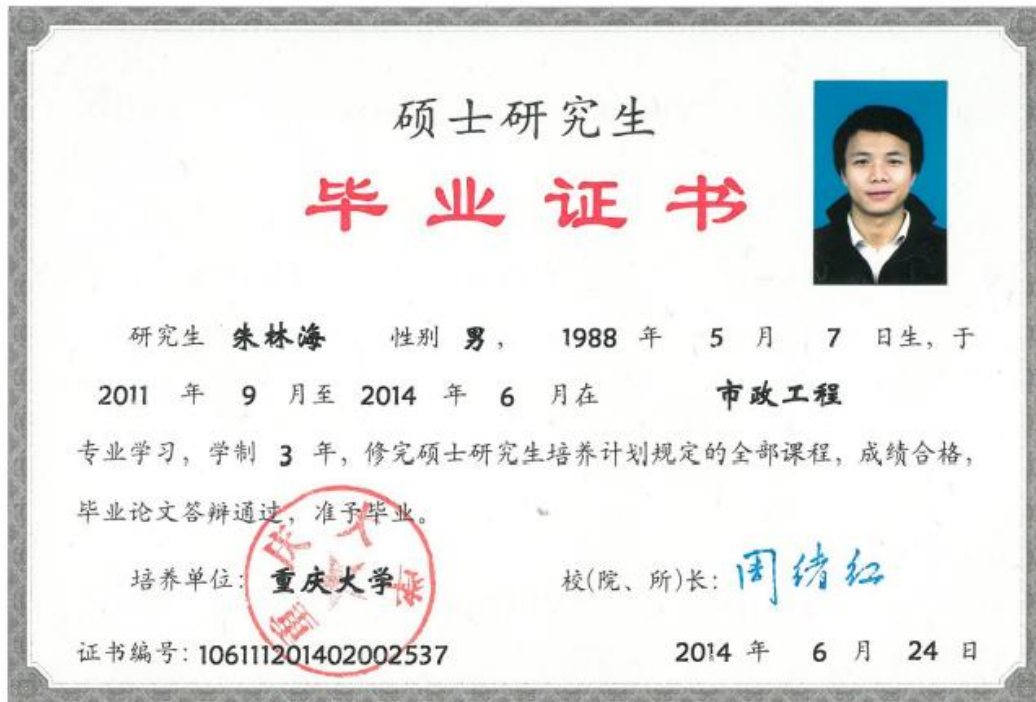 硕士研究生
毕业证书
研究生 朱林海 性别 男， 1988 年 5 月 7 日生，于
2011 年 9 月至 2014 年 6 月在 市政工程
专业学习，学制 3 年，修完硕士研究生培养计划规定的全部课程，成绩合格，
毕业论文答辩通过，准予毕业。
重庆大学
培养单位：重庆大学 校(院、所)长：周绪红
证书编号：106111201402002537 2014 年 6 月 24 日